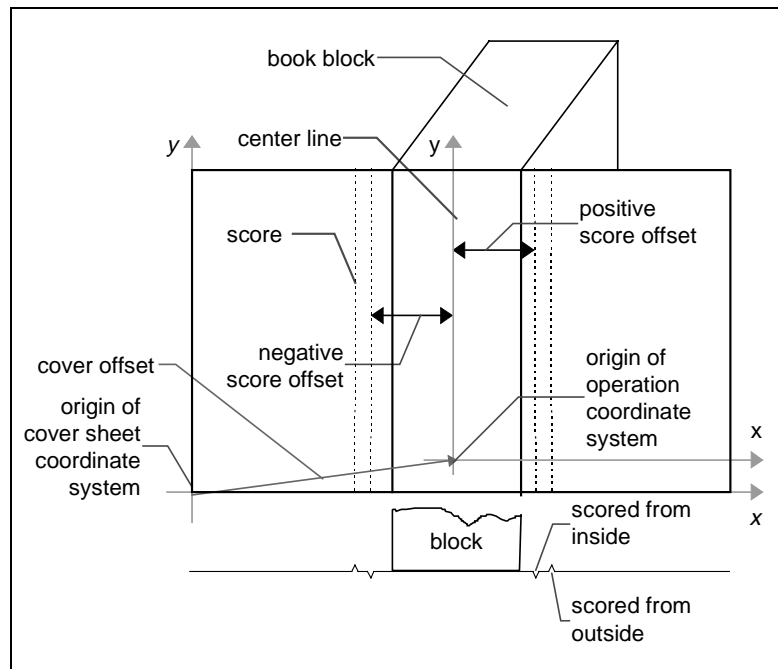 book block
y
center line
y
positive
score offset
score
negative
score offset
cover offset
origin of
operation
coordinate
system
origin of
cover sheet
coordinate
system
x
x
block
scored from
inside
scored from
outside